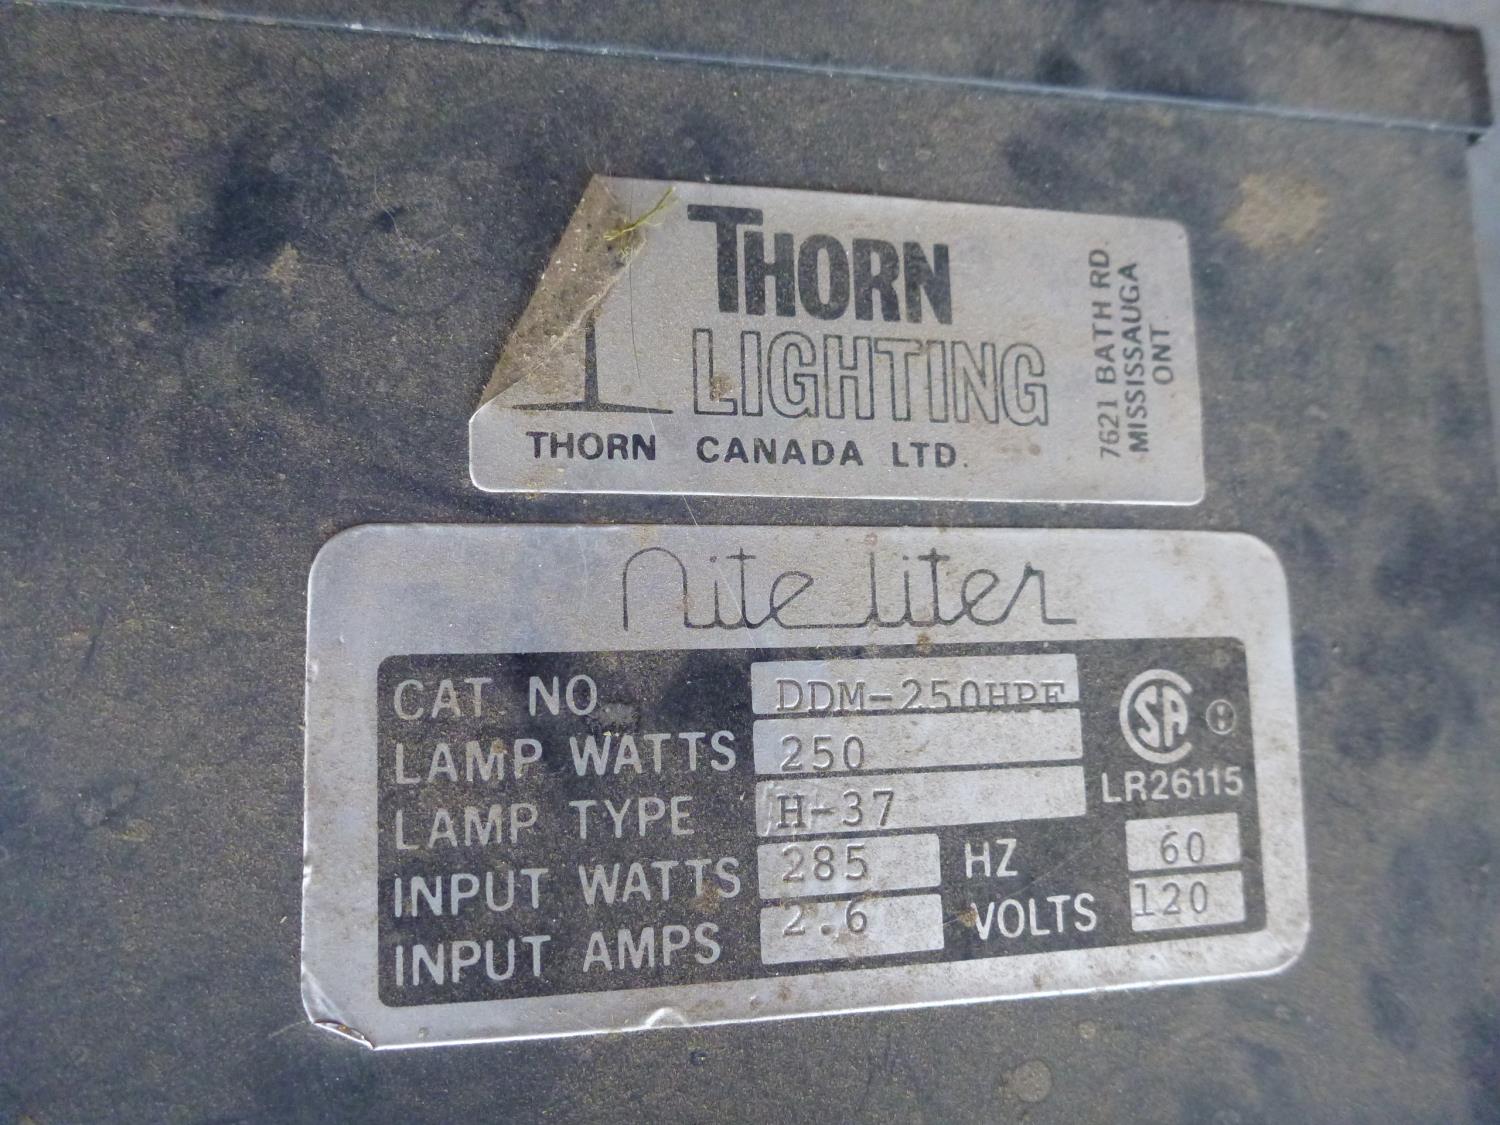 THORN
LIGHTING
THORN CANADA LTD.
7621 BATH RD.
MISSISSAUGA
ONT.
nite liter
CAT NO. DDM-250HPF
LAMP WATTS 250
LAMP TYPE H-37
INPUT WATTS 285 HZ 60
INPUT AMPS 2.6 VOLTS 120
SA ®
LR26115